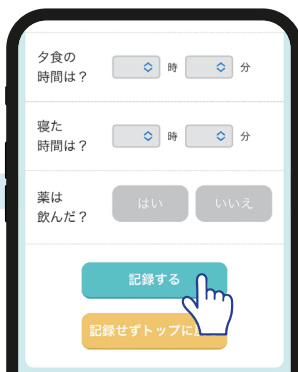 夕食の
時間は？
時
分
寝た
時間は？
時
分
薬は
飲んだ？
はい
いいえ
記録する
記録せずトップに